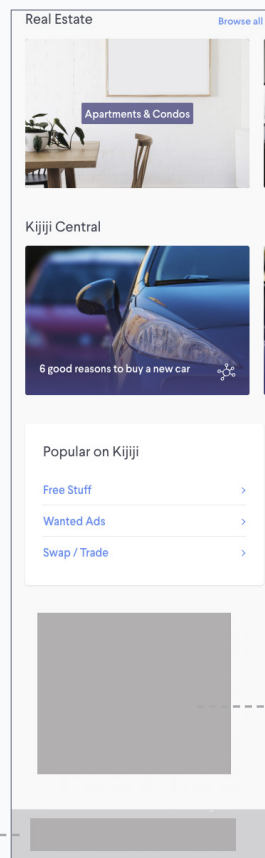 Real Estate
Browse all
Apartments & Condos
Kijiji Central
6 good reasons to buy a new car
Popular on Kijiji
Free Stuff
Wanted Ads
Swap / Trade